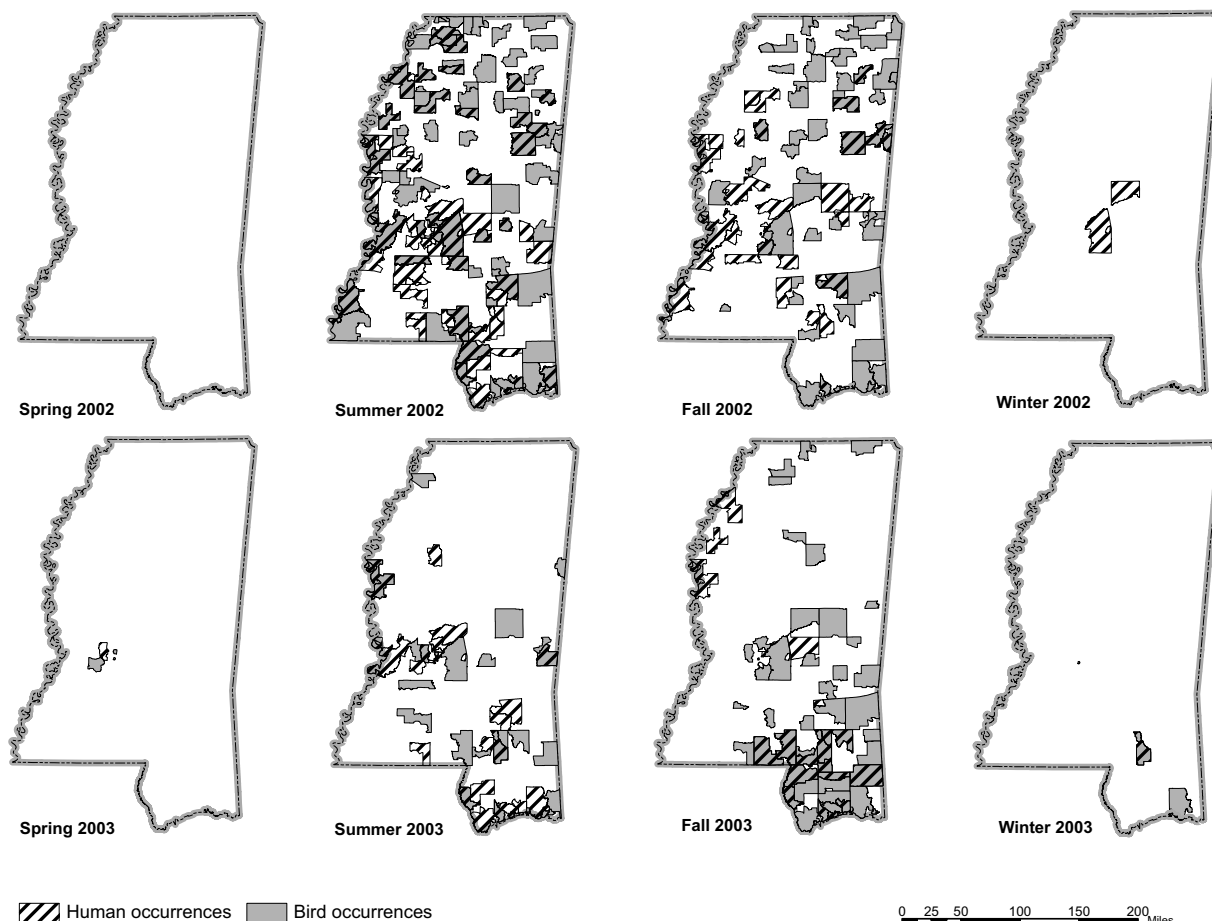 Spring 2002
Summer 2002
Fall 2002
Winter 2002
Spring 2003
Summer 2003
Fall 2003
Winter 2003
Human occurrences
Bird occurrences
0 25 50 100 150 200
Miles